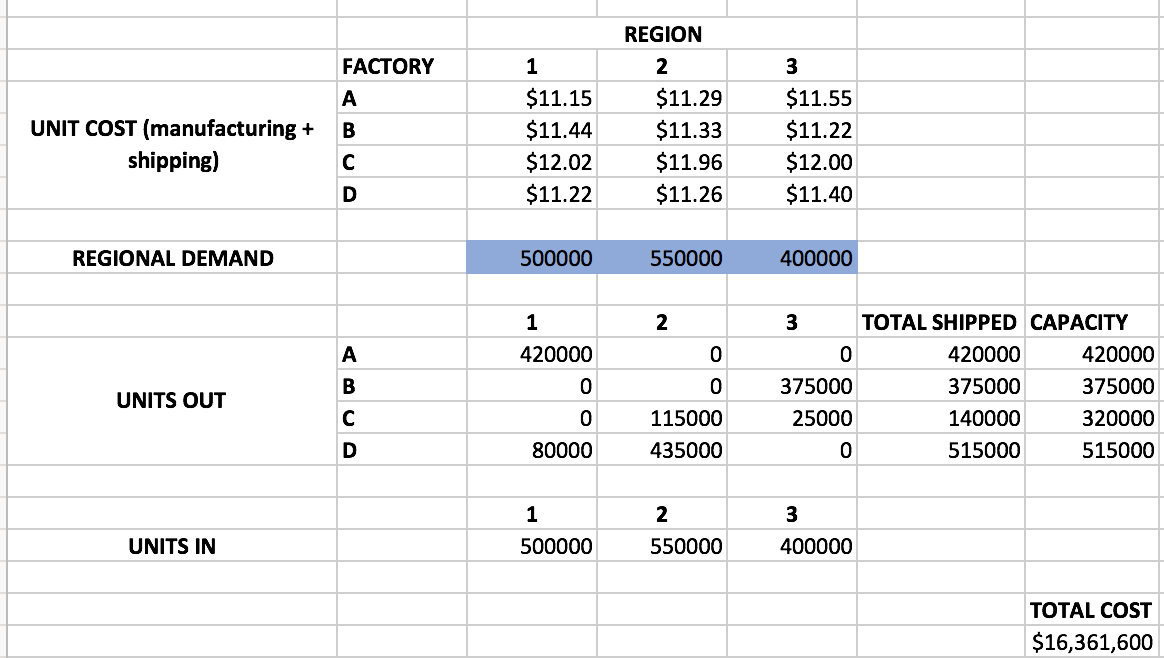 REGION
FACTORY 1 2 3
UNIT COST (manufacturing + shipping)
A $11.15 $11.29 $11.55
B $11.44 $11.33 $11.22
C $12.02 $11.96 $12.00
D $11.22 $11.26 $11.40
REGIONAL DEMAND 500000 550000 400000
1 2 3 TOTAL SHIPPED CAPACITY
UNITS OUT
A 420000 0 0 420000 420000
B 0 0 375000 375000 375000
C 0 115000 25000 140000 320000
D 80000 435000 0 515000 515000
1 2 3
UNITS IN 500000 550000 400000
TOTAL COST
$16,361,600